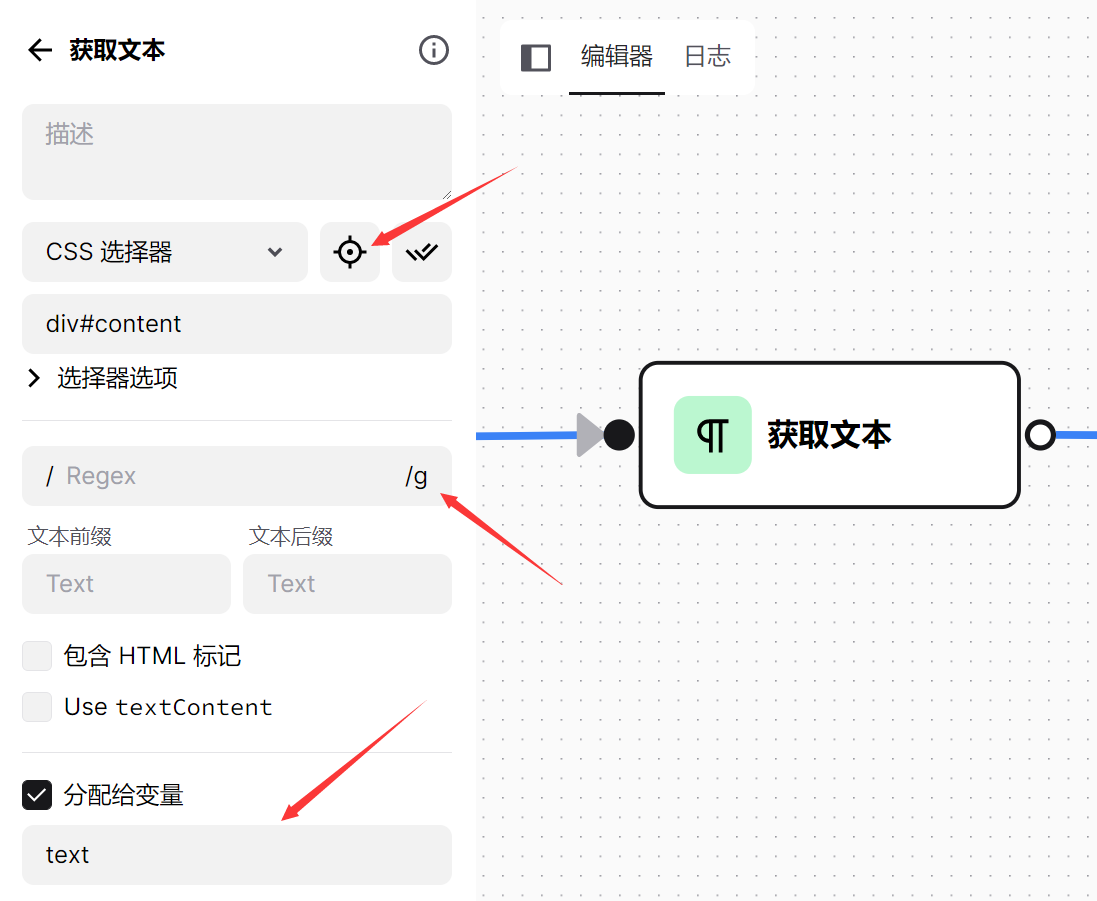 获取文本
描述
CSS 选择器
div#content
选择器选项
/ Regex /g
文本前缀 文本后缀
Text Text
包含 HTML 标记
Use textContent
分配给变量
text
编辑器 日志
获取文本